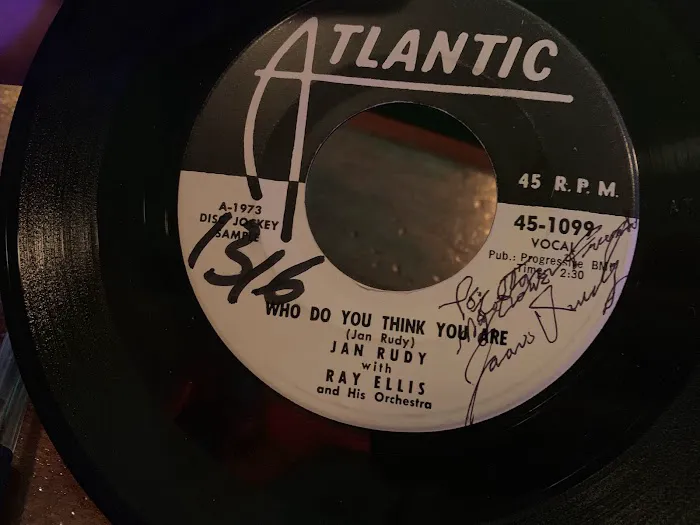 ATLANTIC
45 R.P.M.
A-1973
DISC JOCKEY
SAMPLE
1316
45-1099
VOCAL
Pub.: Progressive BMI
Time: 2:30
WHO DO YOU THINK YOU ARE
(Jan Rudy)
JAN RUDY
with
RAY ELLIS
and His Orchestra